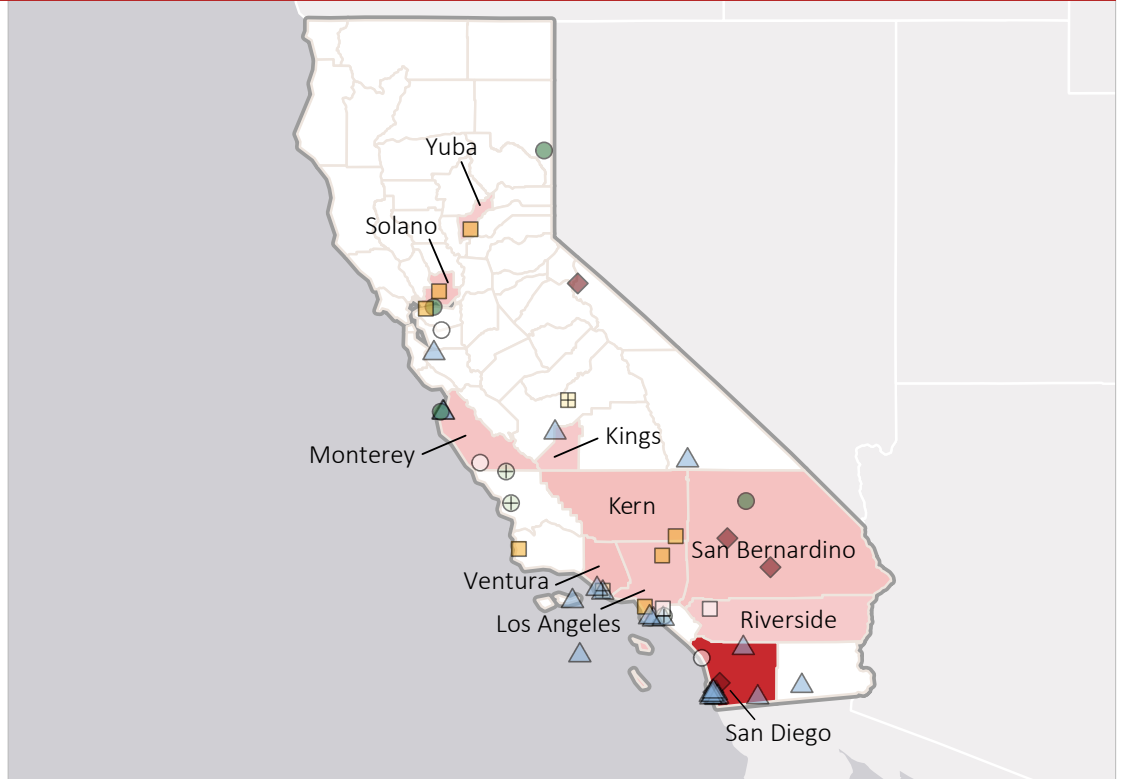 Yuba
Solano
Monterey
Kings
Kern
San Bernardino
Ventura
Los Angeles
Riverside
San Diego